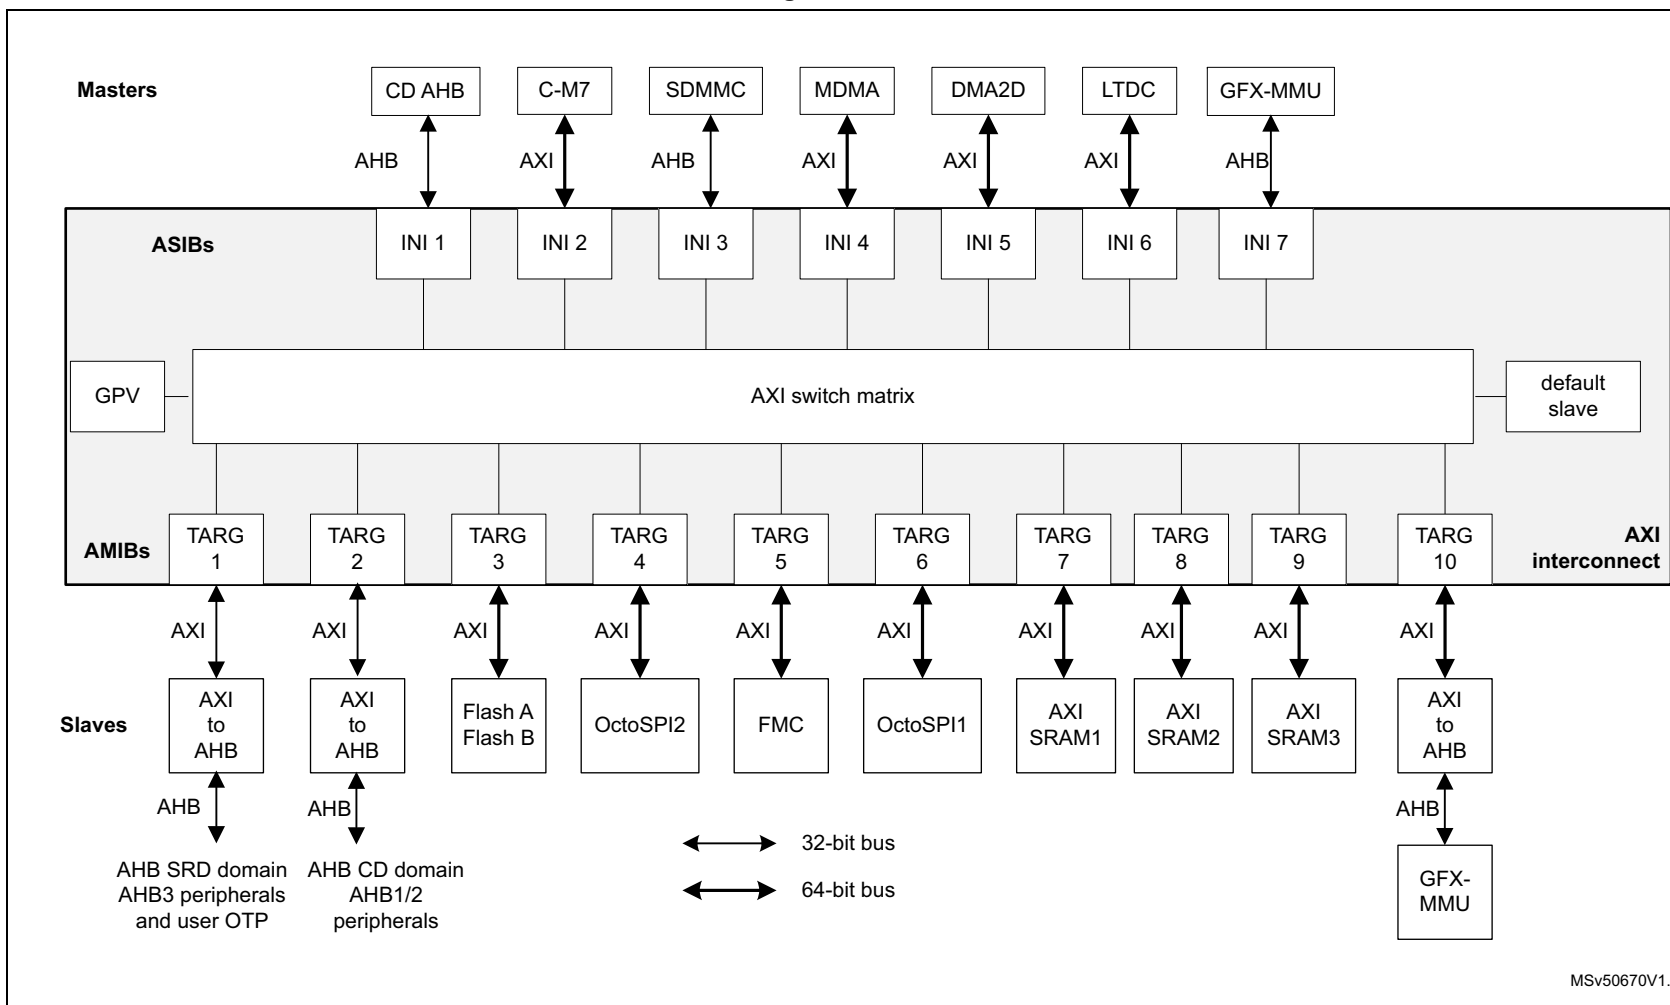 Masters
CD AHB
C-M7
SDMMC
MDMA
DMA2D
LTDC
GFX-MMU
AHB
AXI
AHB
AXI
AXI
AXI
AHB
ASIBs
INI 1
INI 2
INI 3
INI 4
INI 5
INI 6
INI 7
GPV
AXI switch matrix
default
slave
AMIBs
TARG
1
TARG
2
TARG
3
TARG
4
TARG
5
TARG
6
TARG
7
TARG
8
TARG
9
TARG
10
AXI
interconnect
AXI
AXI
AXI
AXI
AXI
AXI
AXI
AXI
AXI
AXI
Slaves
AXI
to
AHB
AXI
to
AHB
Flash A
Flash B
OctoSPI2
FMC
OctoSPI1
AXI
SRAM1
AXI
SRAM2
AXI
SRAM3
AXI
to
AHB
AHB
AHB
AHB
AHB SRD domain
AHB3 peripherals
and user OTP
AHB CD domain
AHB1/2
peripherals
32-bit bus
64-bit bus
GFX-
MMU
MSv50670V1.